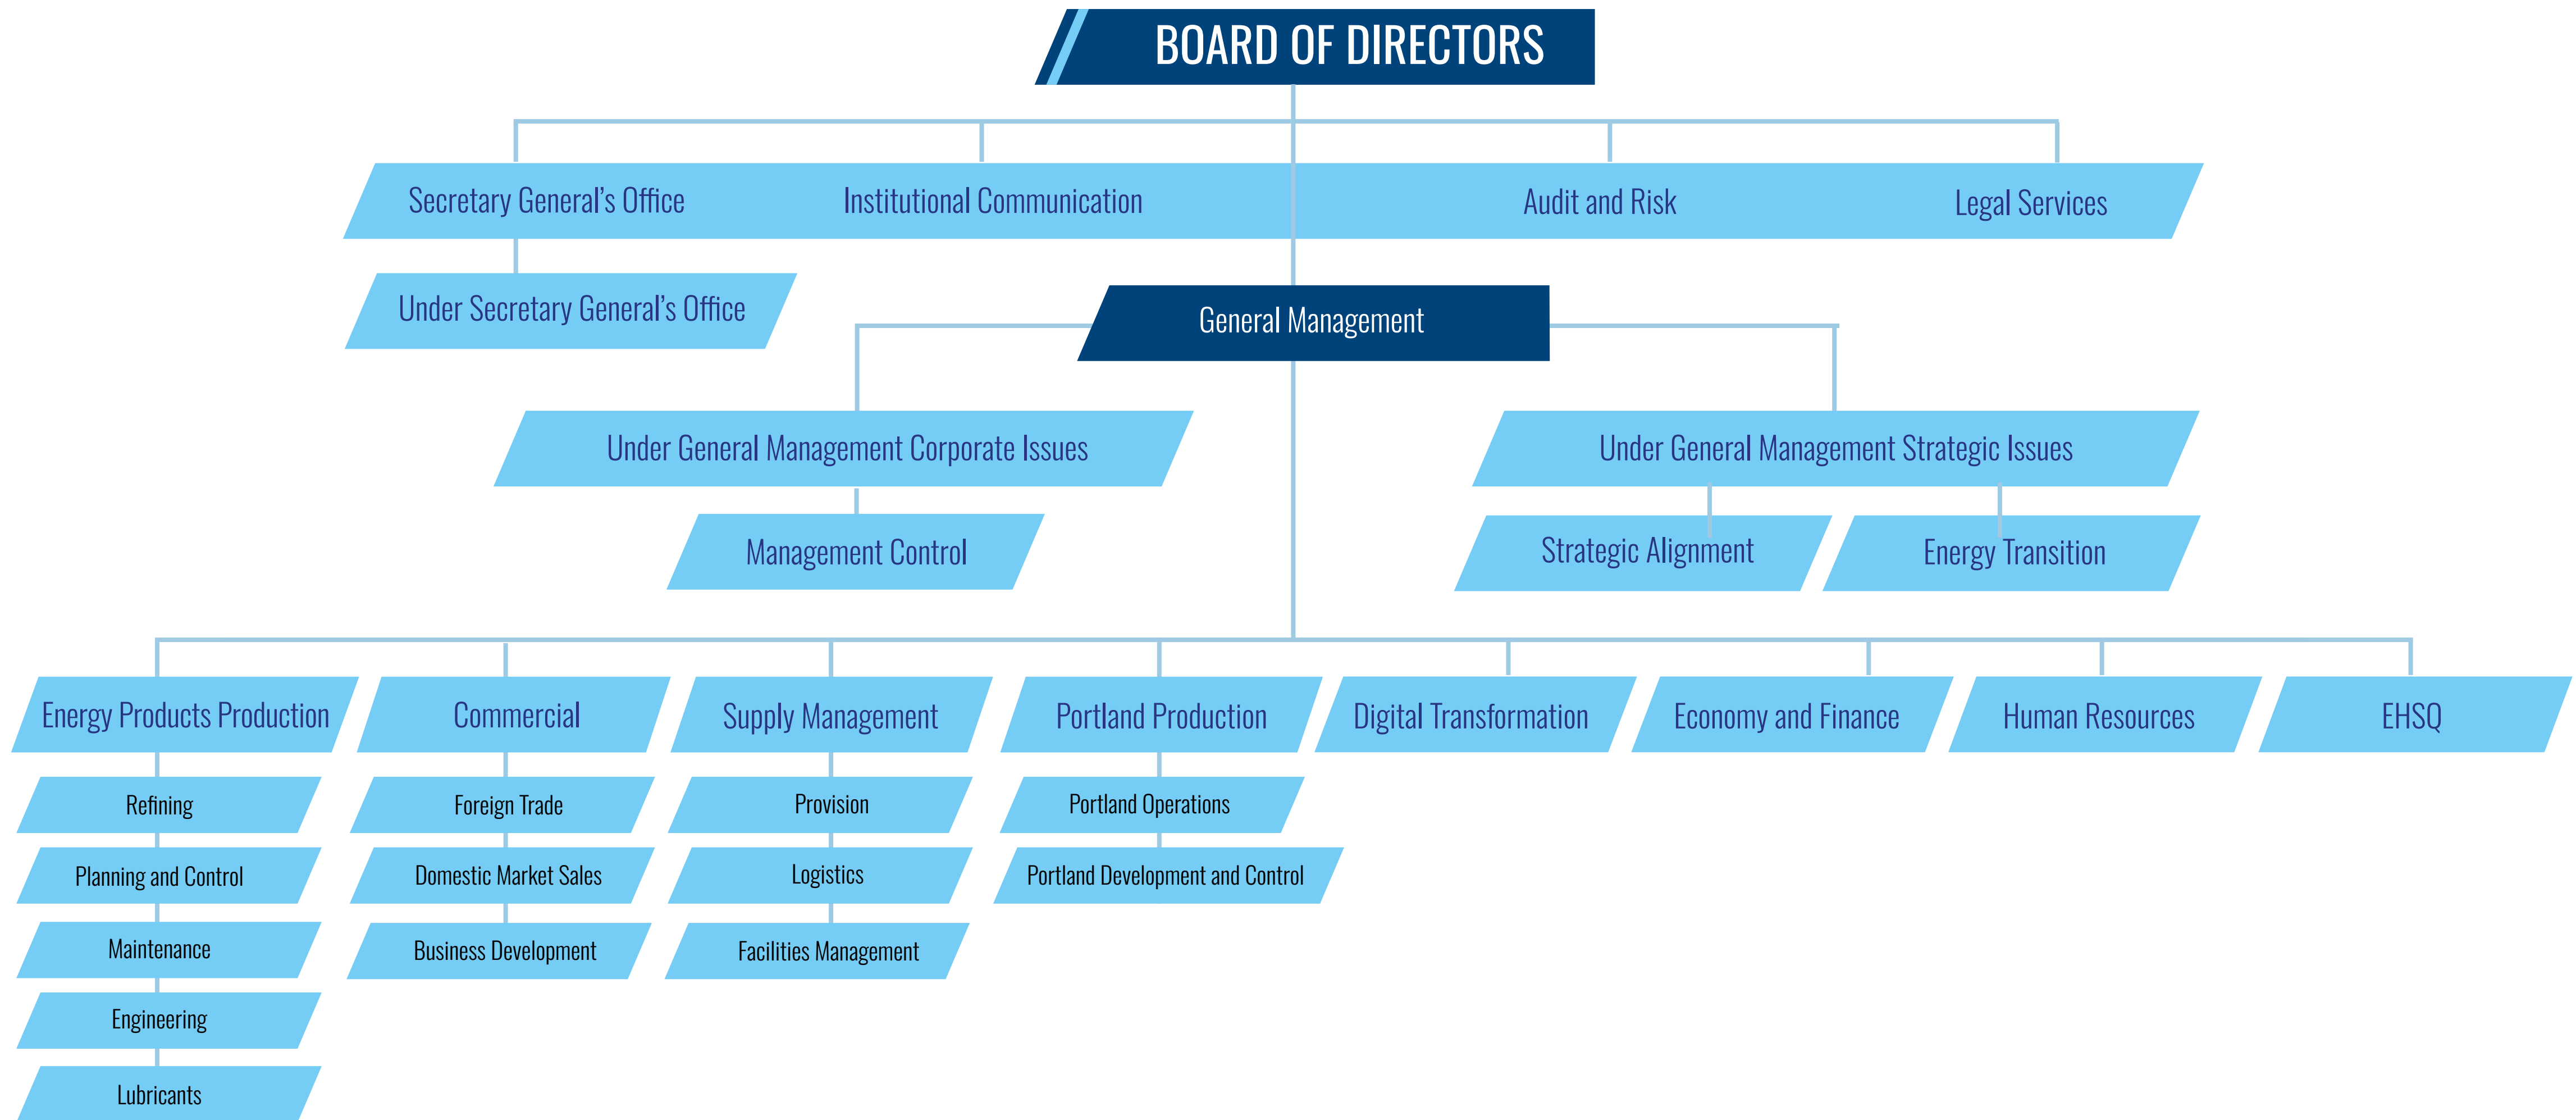 BOARD OF DIRECTORS
Secretary General’s Office
Institutional Communication
Audit and Risk
Legal Services
Under Secretary General’s Office
General Management
Under General Management Corporate Issues
Under General Management Strategic Issues
Management Control
Strategic Alignment
Energy Transition
Energy Products Production
Commercial
Supply Management
Portland Production
Digital Transformation
Economy and Finance
Human Resources
EHSQ
Refining
Foreign Trade
Provision
Portland Operations
Planning and Control
Domestic Market Sales
Logistics
Portland Development and Control
Maintenance
Business Development
Facilities Management
Engineering
Lubricants